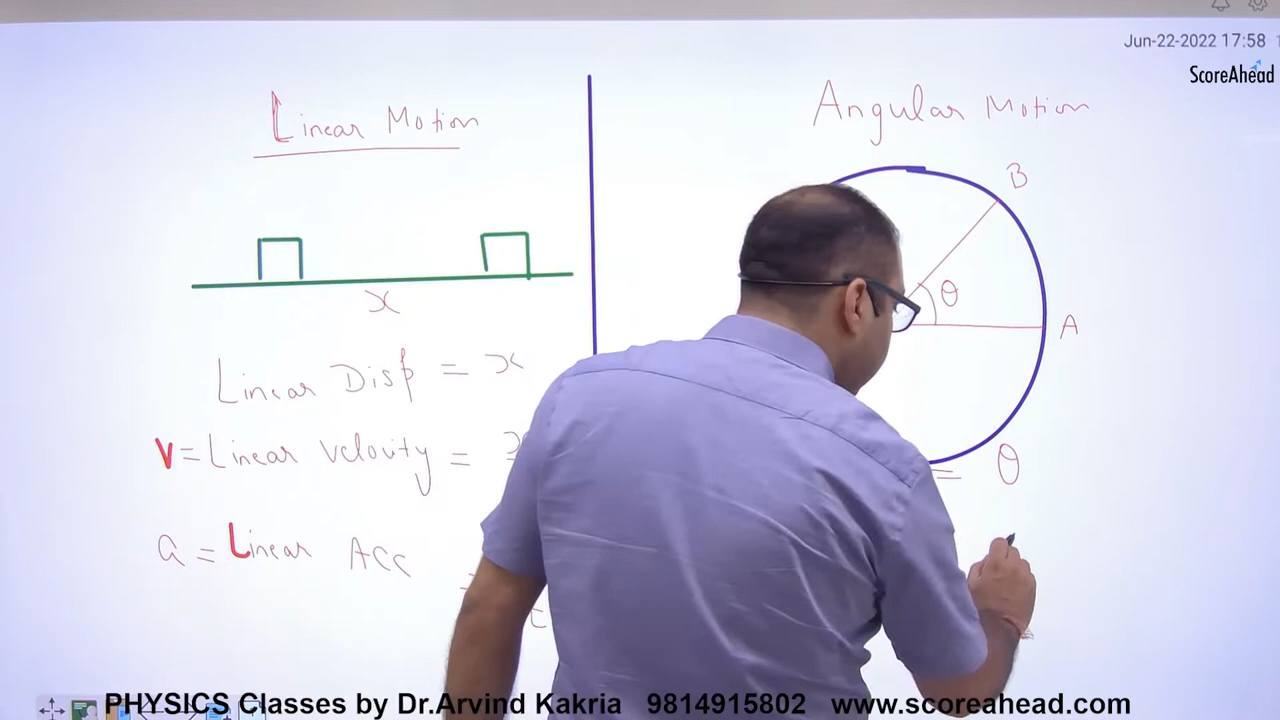 Jun-22-2022 17:58
ScoreAhead
Linear Motion
x
Linear Disp = x
V = Linear Velouity =
a = Linear Acc
t
Angular Motion
B
θ
A
= θ
PHYSICS Classes by Dr.Arvind Kakria 9814915802 www.scoreahead.com